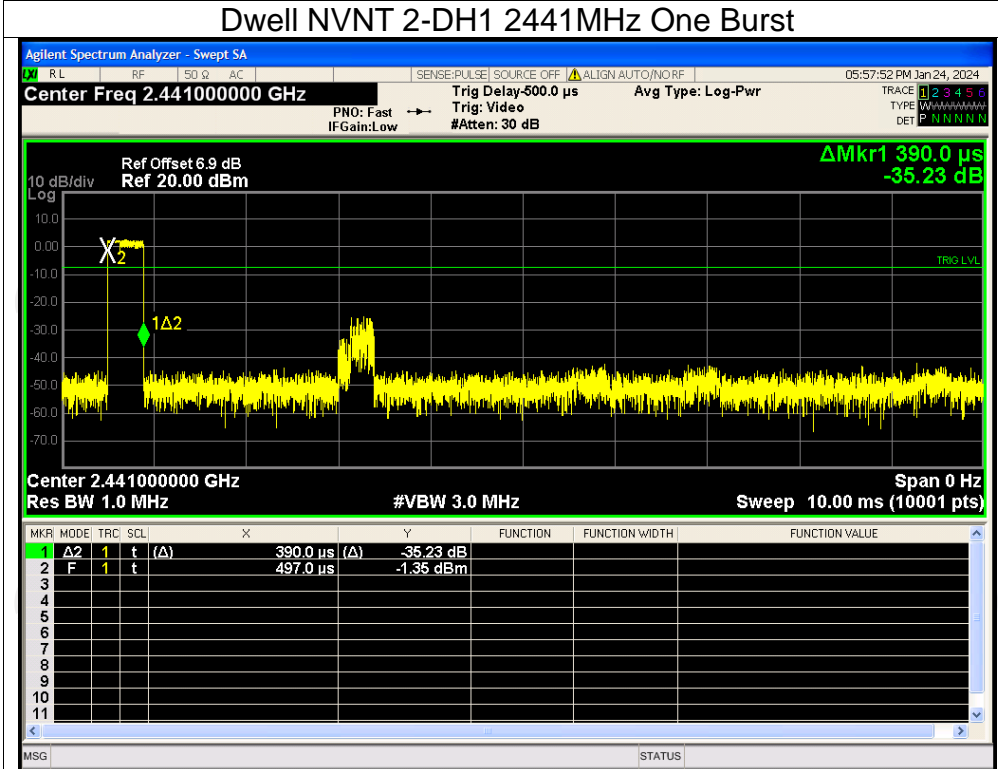 Dwell NVNT 2-DH1 2441MHz One Burst
Agilent Spectrum Analyzer - Swept SA
LXI RL RF 50 Ω AC SENSE:PULSE SOURCE OFF ALIGN AUTO/NO RF 05:57:52 PM Jan 24, 2024
Center Freq 2.441000000 GHz
PNO: Fast
IFGain:Low
Trig Delay-500.0 µs
Trig: Video
#Atten: 30 dB
Avg Type: Log-Pwr
TRACE 1 2 3 4 5 6
TYPE WWWWWWW
DET P N N N N N
ΔMkr1 390.0 µs
-35.23 dB
Ref Offset 6.9 dB
10 dB/div Ref 20.00 dBm
Log
10.0
0.00
-10.0
-20.0
-30.0
-40.0
-50.0
-60.0
-70.0
X2
1Δ2
TRIG LVL
Center 2.441000000 GHz Span 0 Hz
Res BW 1.0 MHz #VBW 3.0 MHz Sweep 10.00 ms (10001 pts)
MKR MODE TRC SCL X Y FUNCTION FUNCTION WIDTH FUNCTION VALUE
1 Δ2 1 t (Δ) 390.0 µs (Δ) -35.23 dB
2 F 1 t 497.0 µs -1.35 dBm
3
4
5
6
7
8
9
10
11
MSG STATUS